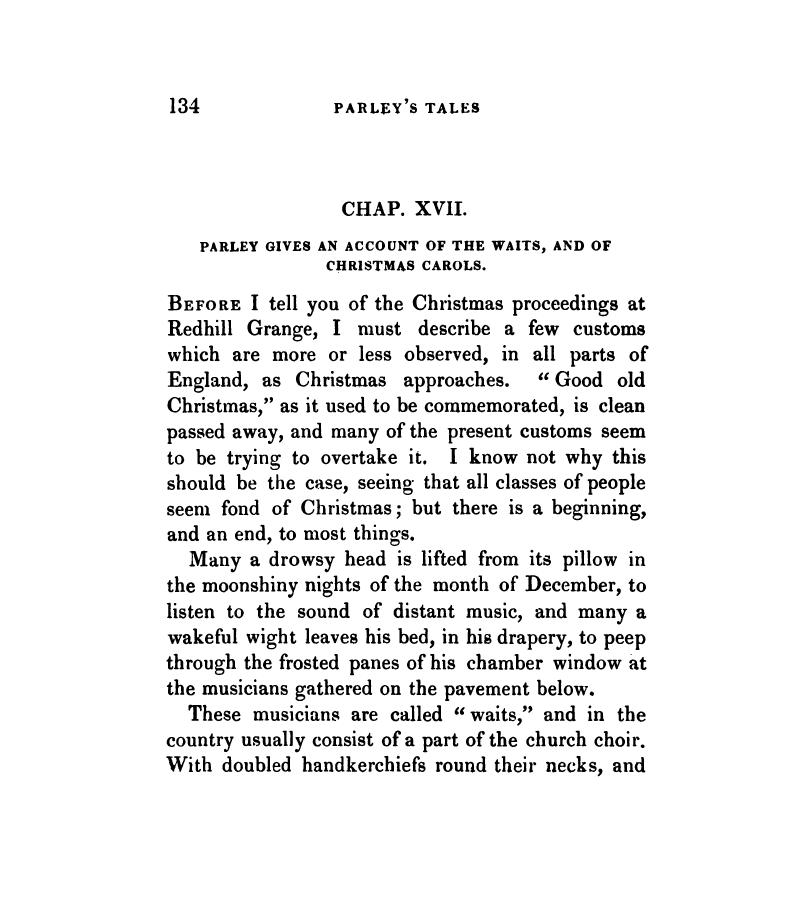 134 PARLEY'S TALES
CHAP. XVII.
PARLEY GIVES AN ACCOUNT OF THE WAITS, AND OF
CHRISTMAS CAROLS.
BEFORE I tell you of the Christmas proceedings at
Redhill Grange, I must describe a few customs
which are more or less observed, in all parts of
England, as Christmas approaches. “Good old
Christmas,” as it used to be commemorated, is clean
passed away, and many of the present customs seem
to be trying to overtake it. I know not why this
should be the case, seeing that all classes of people
seem fond of Christmas; but there is a beginning,
and an end, to most things.
Many a drowsy head is lifted from its pillow in
the moonshiny nights of the month of December, to
listen to the sound of distant music, and many a
wakeful wight leaves his bed, in his drapery, to peep
through the frosted panes of his chamber window at
the musicians gathered on the pavement below.
These musicians are called “waits,” and in the
country usually consist of a part of the church choir.
With doubled handkerchiefs round their necks, and